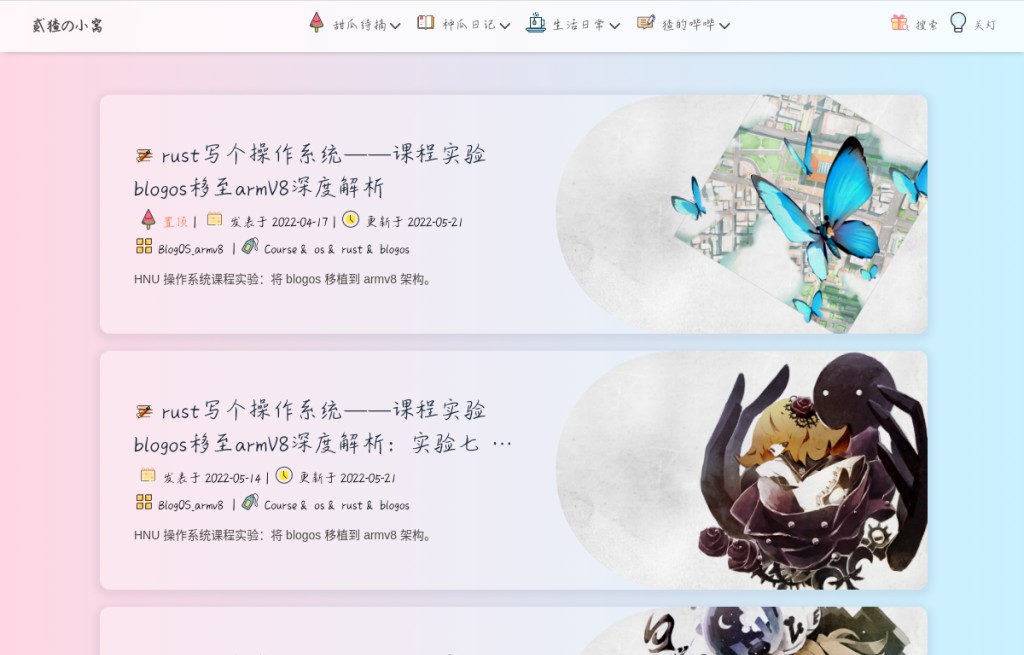 贰猹の小窝
甜瓜待摘
种瓜日记
生活日常
猹的哔哔
搜索
关灯
rust写个操作系统——课程实验
blogos移至armV8深度解析
置顶 | 发表于 2022-04-17 | 更新于 2022-05-21
BlogOS_armv8 | Course & os & rust & blogos
HNU 操作系统课程实验：将 blogos 移植到 armv8 架构。
rust写个操作系统——课程实验
blogos移至armV8深度解析：实验七 …
发表于 2022-05-14 | 更新于 2022-05-21
BlogOS_armv8 | Course & os & rust & blogos
HNU 操作系统课程实验：将 blogos 移植到 armv8 架构。